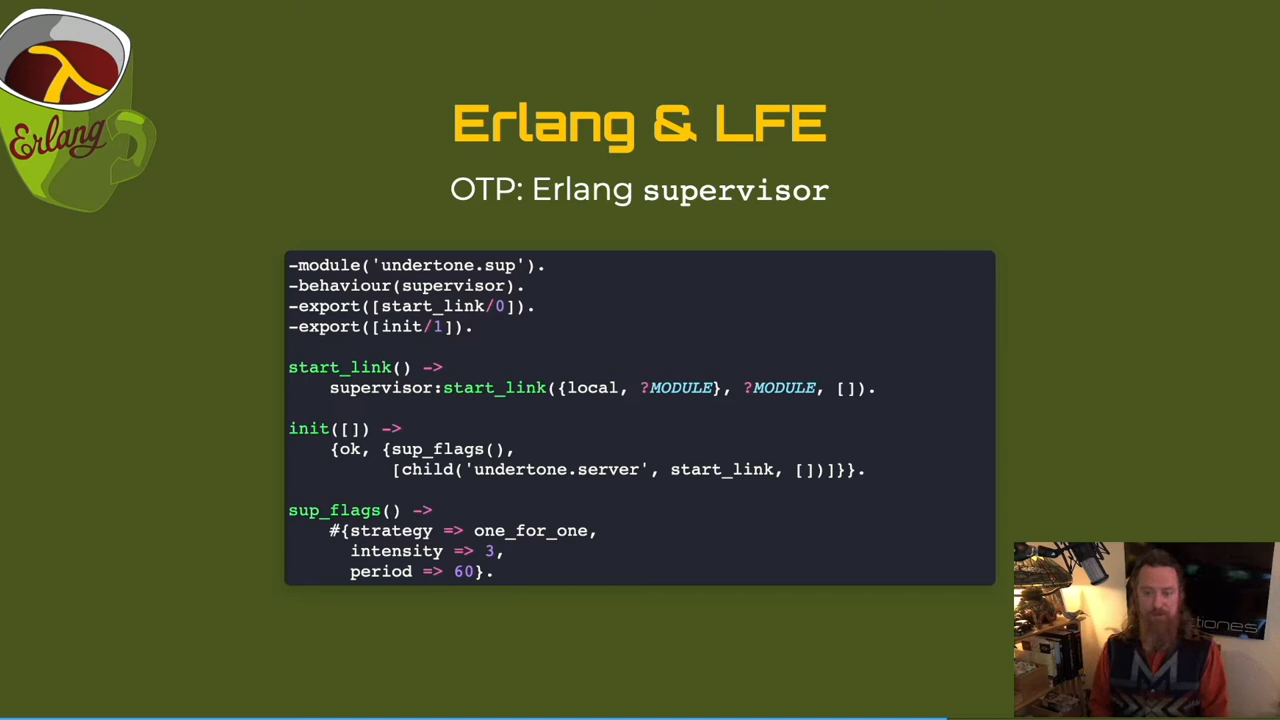 Erlang
Erlang & LFE
OTP: Erlang supervisor
-module('undertone.sup').
-behaviour(supervisor).
-export([start_link/0]).
-export([init/1]).
start_link() ->
    supervisor:start_link({local, ?MODULE}, ?MODULE, []).
init([]) ->
    {ok, {sup_flags(),
          [child('undertone.server', start_link, [])]}}.
sup_flags() ->
    #{strategy => one_for_one,
      intensity => 3,
      period => 60}.